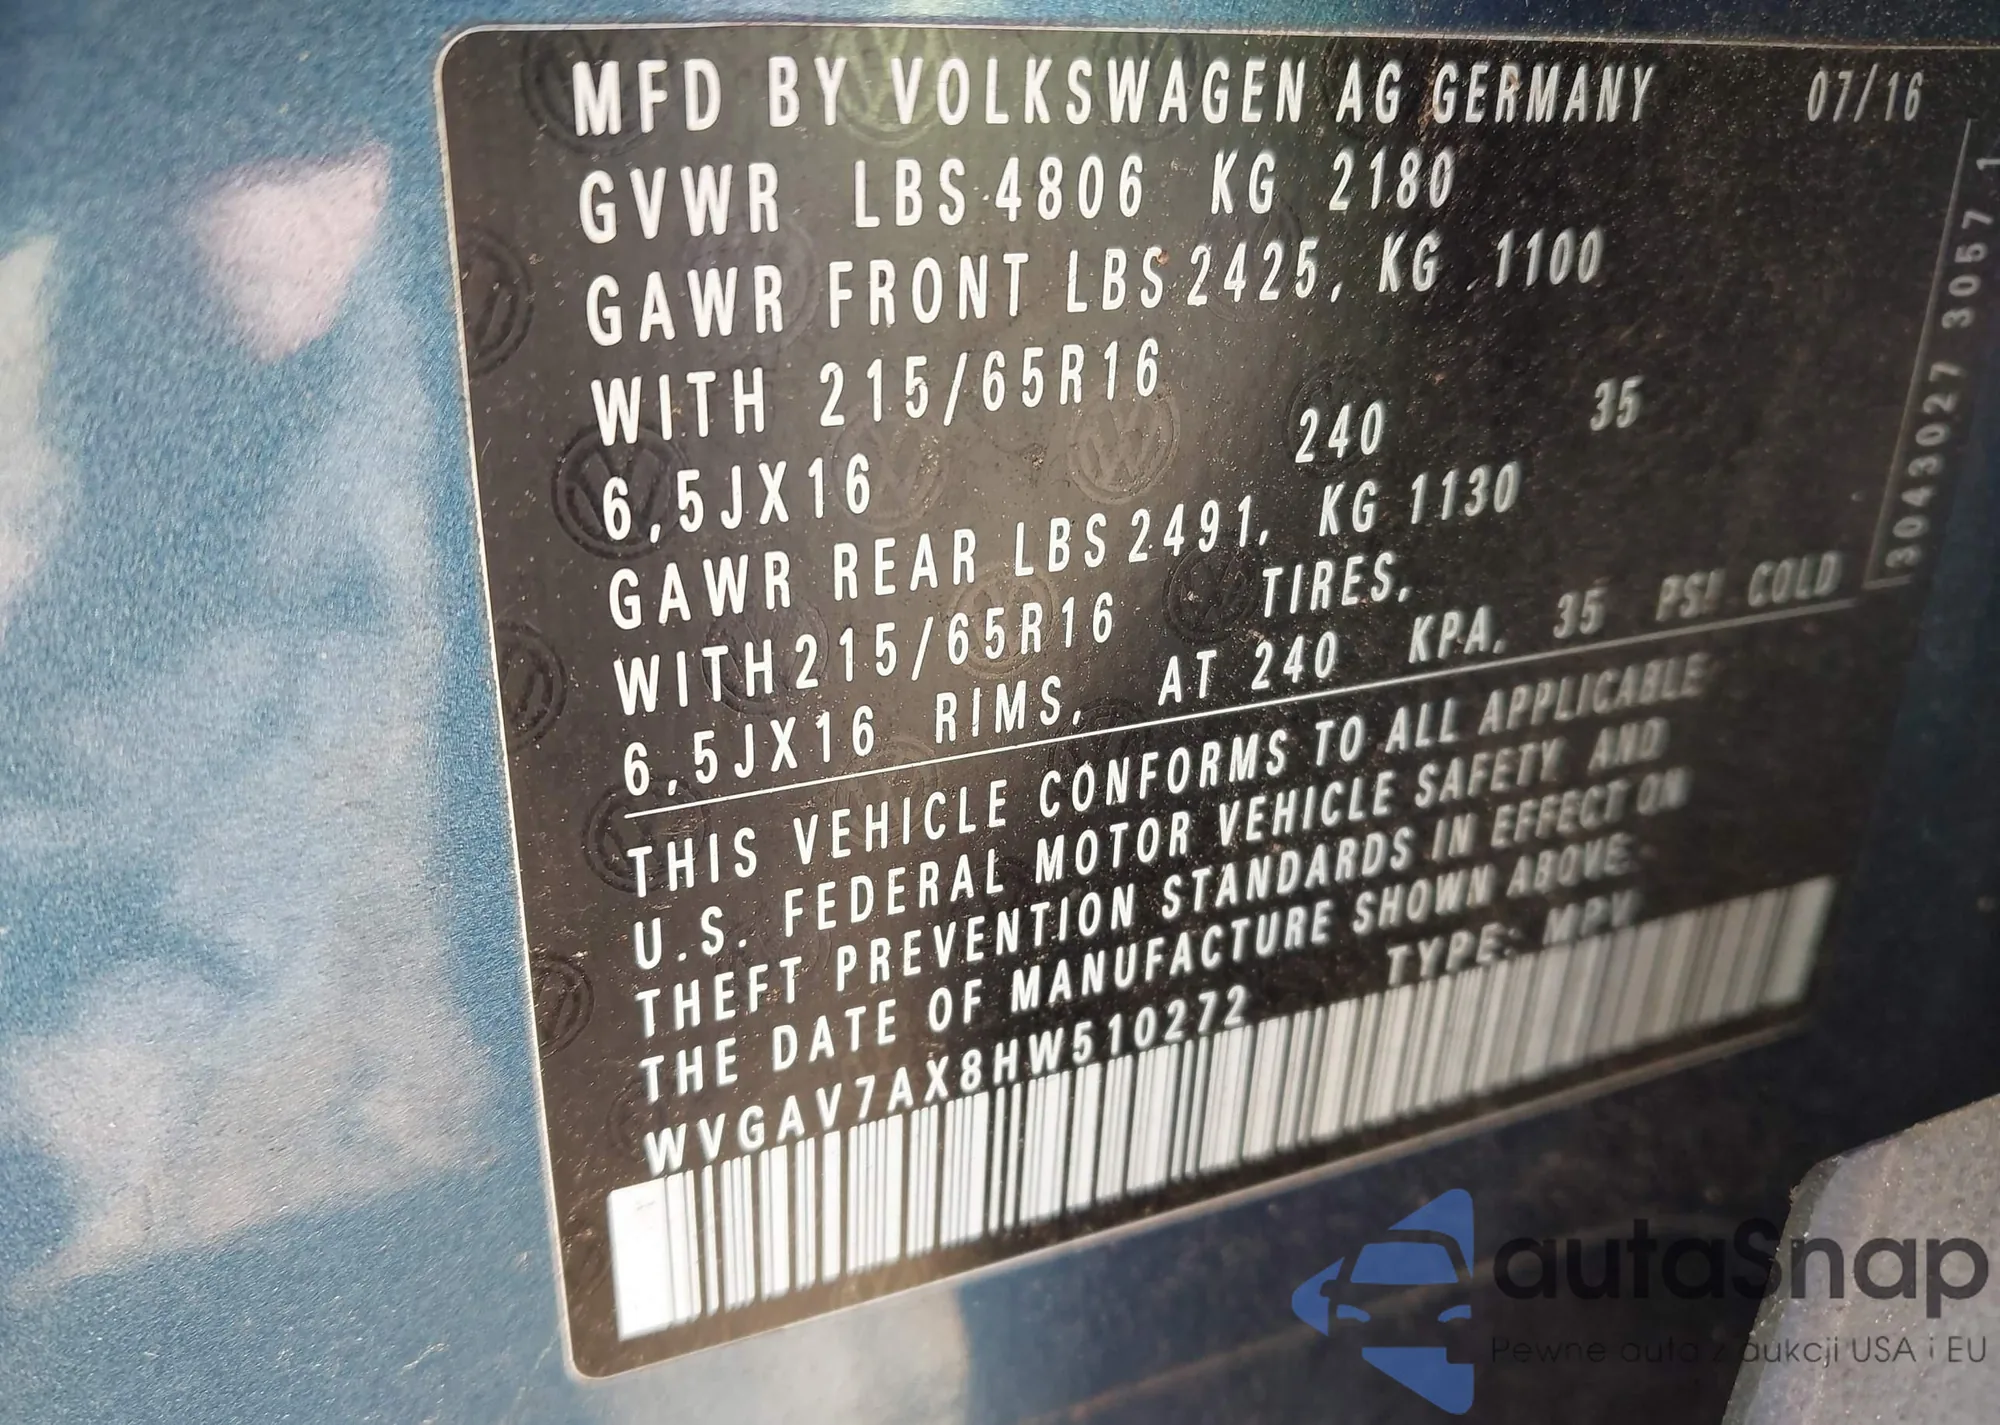 MFD BY VOLKSWAGEN AG GERMANY 07/16
GVWR LBS 4806 KG 2180
GAWR FRONT LBS 2425, KG 1100
WITH 215/65R16
6,5JX16 240 35
GAWR REAR LBS 2491, KG 1130
WITH 215/65R16 TIRES,
6,5JX16 RIMS, AT 240 KPA, 35 PSI COLD
THIS VEHICLE CONFORMS TO ALL APPLICABLE
U.S. FEDERAL MOTOR VEHICLE SAFETY AND
THEFT PREVENTION STANDARDS IN EFFECT ON
THE DATE OF MANUFACTURE SHOWN ABOVE.
WVGAV7AX8HW510272 TYPE: MPV
3043027 3057 1
autaSnap
Pewne auta z aukcji USA i EU